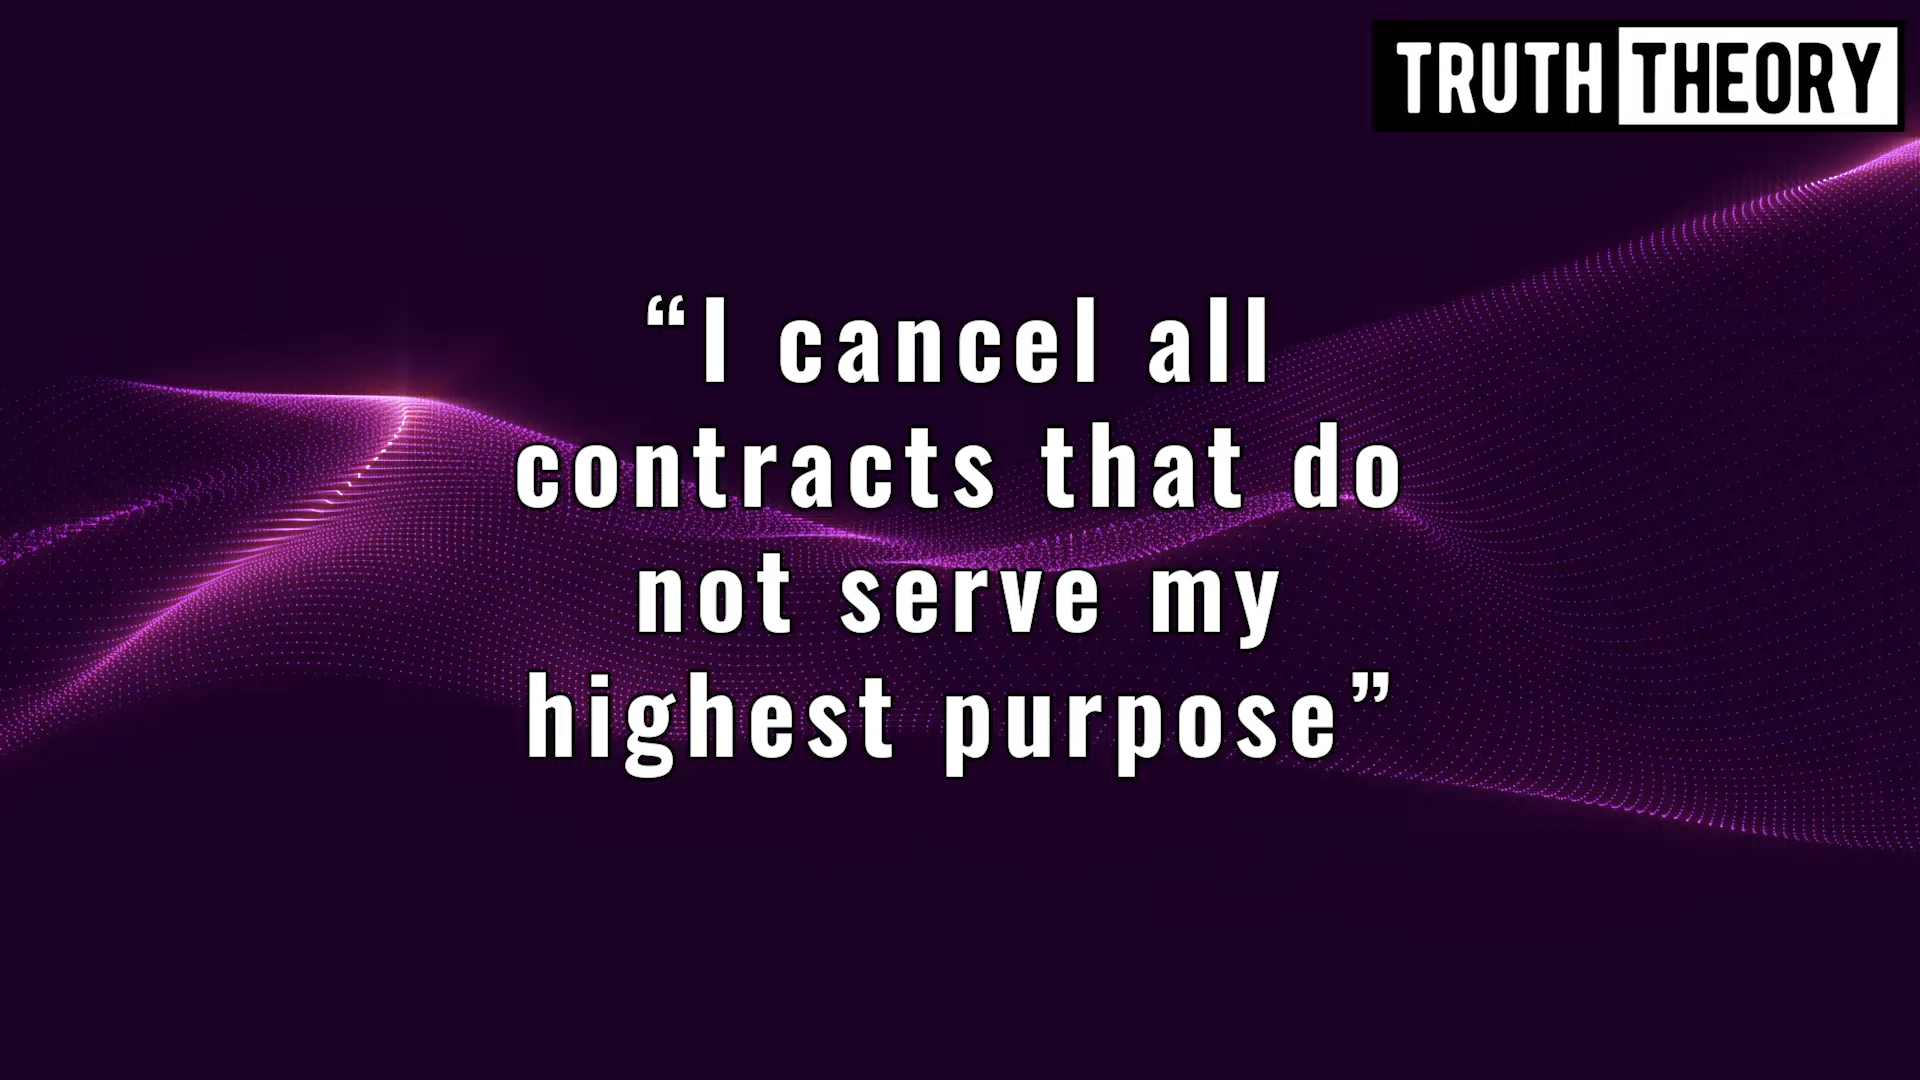 TRUTH THEORY
“I cancel all
contracts that do
not serve my
highest purpose”